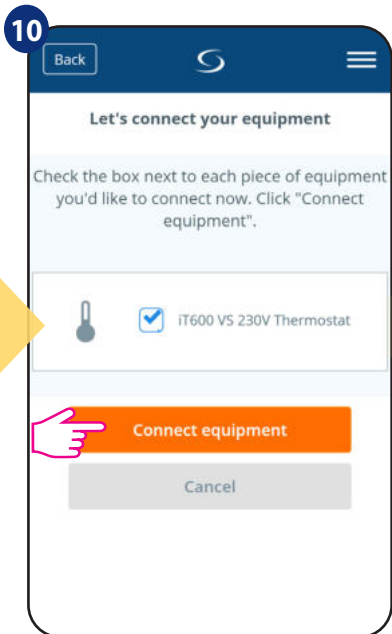 10
Back
Let's connect your equipment
Check the box next to each piece of equipment
you'd like to connect now. Click "Connect
equipment".
iT600 VS 230V Thermostat
Connect equipment
Cancel